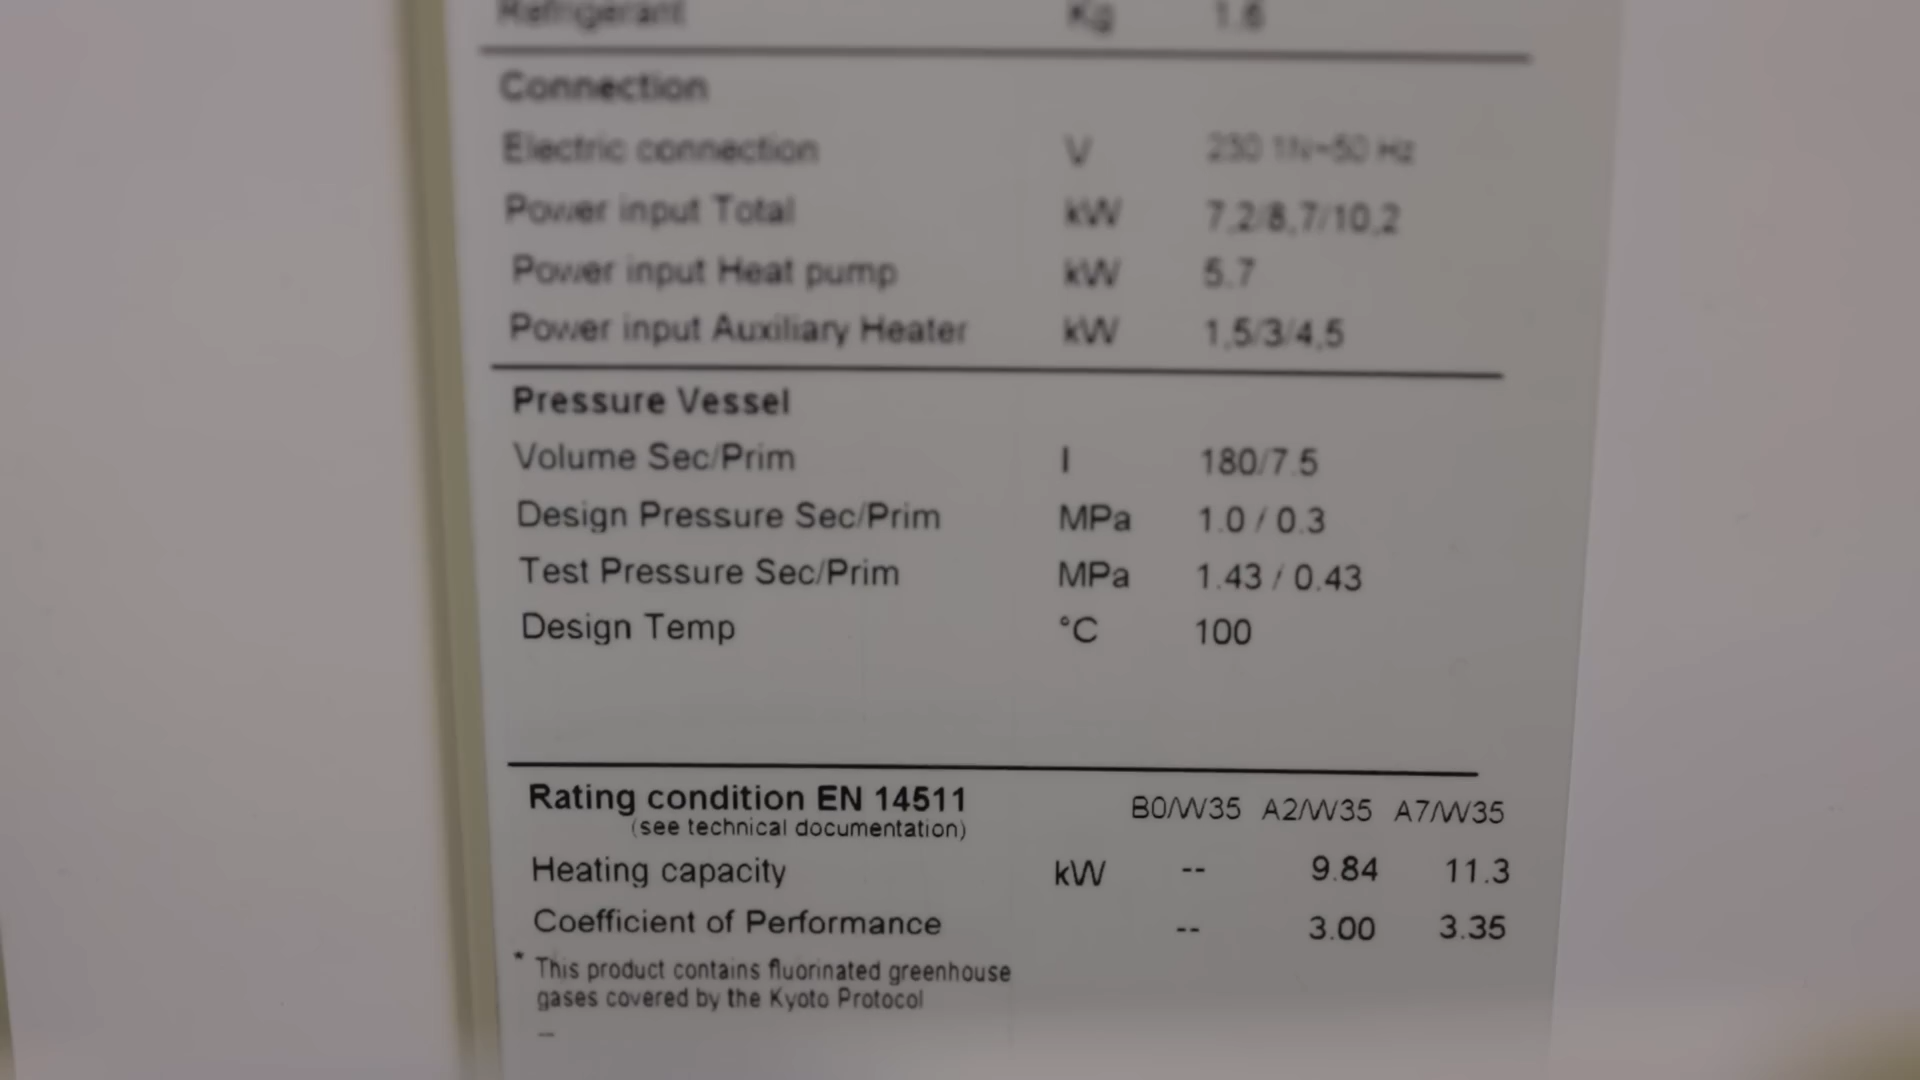 Refrigerant Kg 1.6
Connection
Electric connection V 230 1N~50 Hz
Power input Total kW 7,2/8,7/10,2
Power input Heat pump kW 5.7
Power input Auxiliary Heater kW 1,5/3/4,5
Pressure Vessel
Volume Sec/Prim l 180/7.5
Design Pressure Sec/Prim MPa 1.0 / 0.3
Test Pressure Sec/Prim MPa 1.43 / 0.43
Design Temp °C 100
Rating condition EN 14511 B0/W35 A2/W35 A7/W35
(see technical documentation)
Heating capacity kW -- 9.84 11.3
Coefficient of Performance -- 3.00 3.35
* This product contains fluorinated greenhouse
gases covered by the Kyoto Protocol
--